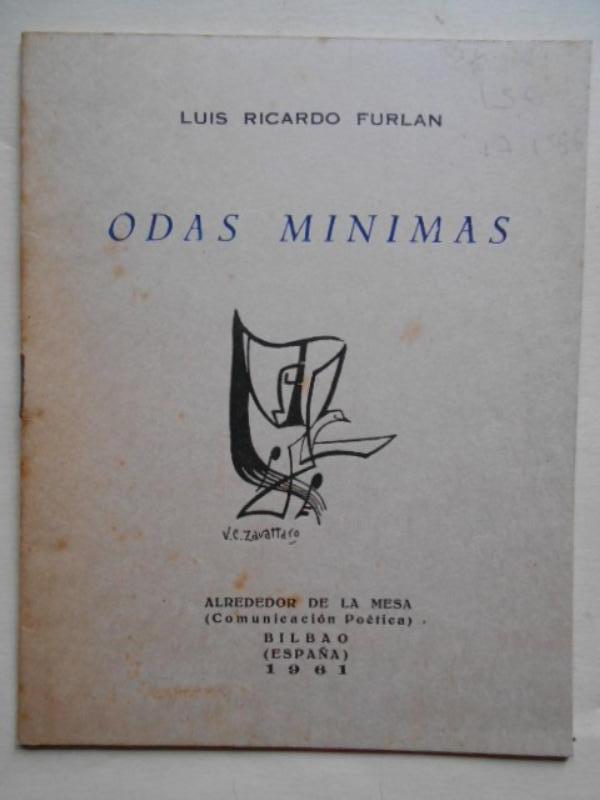 LUIS RICARDO FURLAN
ODAS MINIMAS
V.C. Zavattaro
ALREDEDOR DE LA MESA
(Comunicación Poética)
BILBAO
(ESPAÑA)
1961